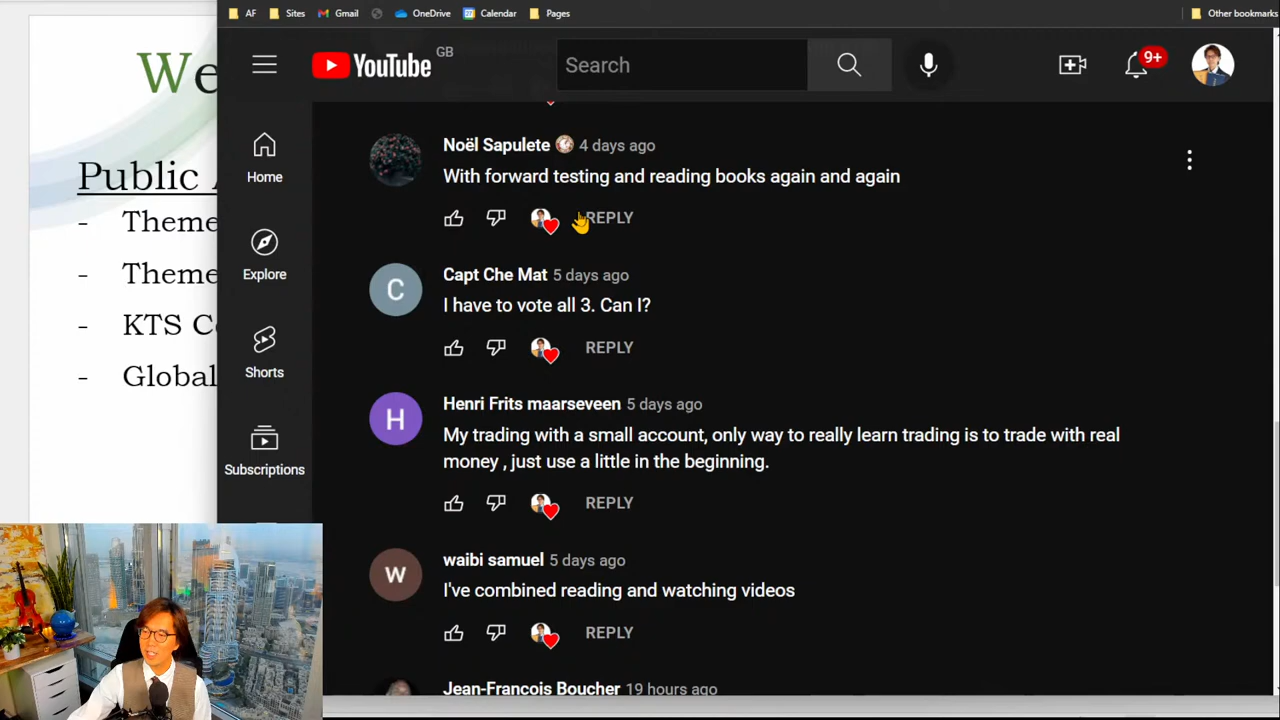 AF Sites Gmail OneDrive Calendar Pages Other bookmarks
We
Public A
- Theme
- Theme
- KTS Co
- Global
YouTube GB
Search
9+
Home
Explore
Shorts
Subscriptions
Noël Sapulete 4 days ago
With forward testing and reading books again and again
REPLY
Capt Che Mat 5 days ago
C
I have to vote all 3. Can I?
REPLY
Henri Frits maarseveen 5 days ago
H
My trading with a small account, only way to really learn trading is to trade with real
money , just use a little in the beginning.
REPLY
waibi samuel 5 days ago
W
I've combined reading and watching videos
REPLY
Jean-François Boucher 19 hours ago